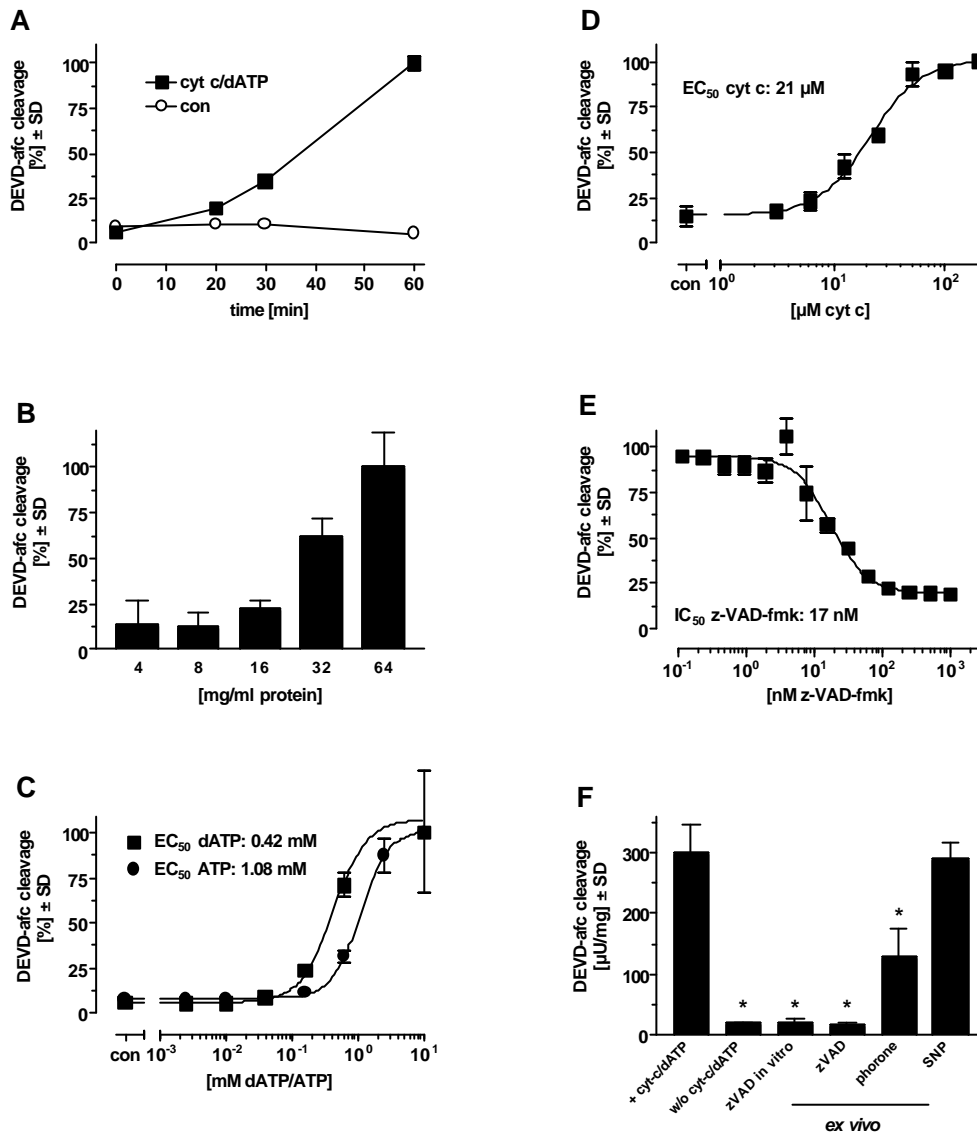 A
DEVD-afc cleavage
[%] ± SD
100
75
50
25
0
cyt c/dATP
con
0 10 20 30 40 50 60
time [min]
B
DEVD-afc cleavage
[%] ± SD
100
75
50
25
0
4 8 16 32 64
[mg/ml protein]
C
DEVD-afc cleavage
[%] ± SD
100
75
50
25
0
EC50 dATP: 0.42 mM
EC50 ATP: 1.08 mM
con 10-3 10-2 10-1 100 101
[mM dATP/ATP]
D
DEVD-afc cleavage
[%] ± SD
100
75
50
25
0
EC50 cyt c: 21 µM
con 100 101 102
[µM cyt c]
E
DEVD-afc cleavage
[%] ± SD
100
75
50
25
0
IC50 z-VAD-fmk: 17 nM
10-1 100 101 102 103
[nM z-VAD-fmk]
F
DEVD-afc cleavage
[µU/mg] ± SD
300
200
100
0
* * * *
+ cyt-c/dATP
w/o cyt-c/dATP
zVAD in vitro
zVAD
phorone
SNP
ex vivo